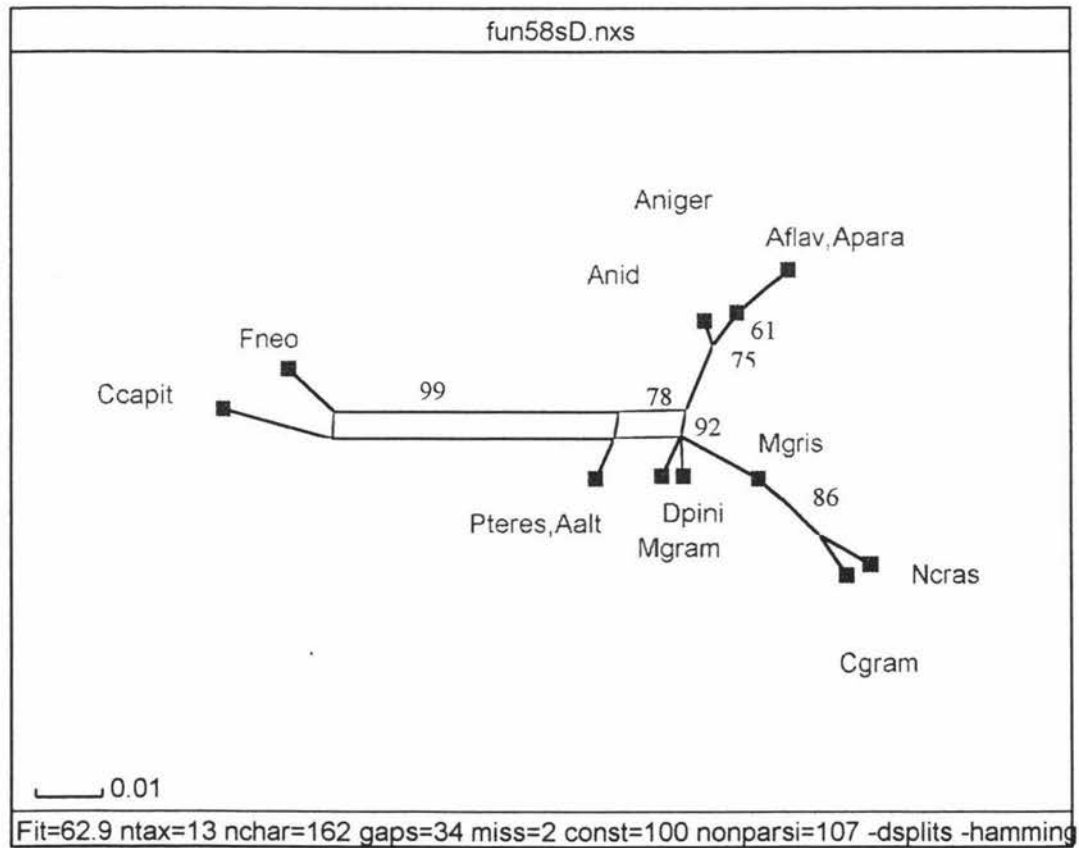 fun58sD.nxs
Aniger
Aflav,Apara
Anid
61
Fneo
75
Ccapit
99
78
92
Mgris
86
Pteres,Aalt
Dpini
Mgram
Ncras
Cgram
0.01
Fit=62.9 ntax=13 nchar=162 gaps=34 miss=2 const=100 nonparsi=107 -dsplits -hamming